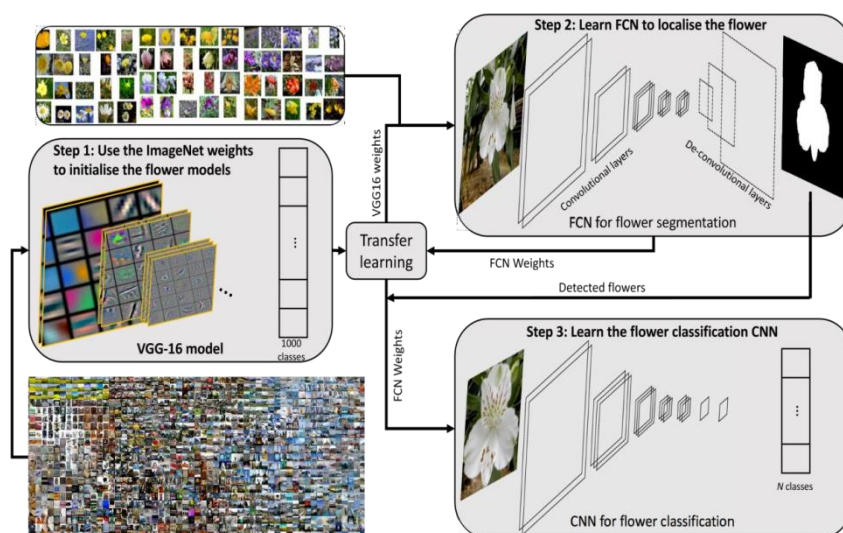 Step 1: Use the ImageNet weights
to initialise the flower models
VGG-16 model
1000
classes
Transfer
learning
VGG16 weights
FCN Weights
FCN Weights
Detected flowers
Step 2: Learn FCN to localise the flower
Convolutional layers
De-convolutional layers
FCN for flower segmentation
Step 3: Learn the flower classification CNN
N classes
CNN for flower classification